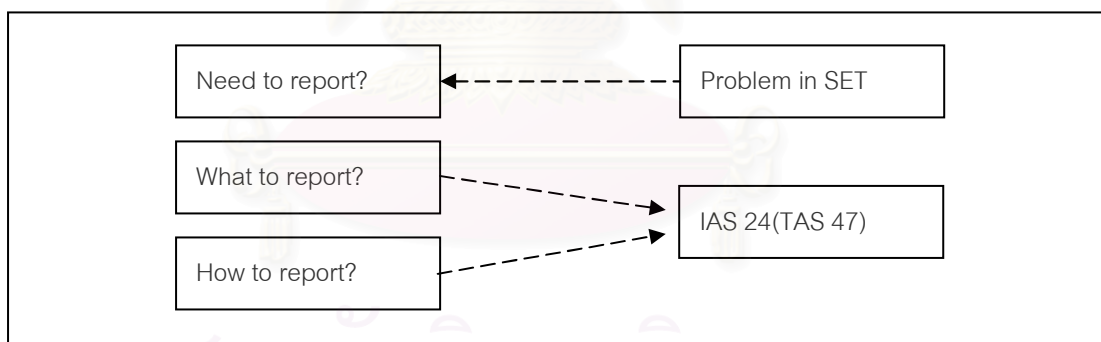 Need to report?
Problem in SET
What to report?
IAS 24(TAS 47)
How to report?